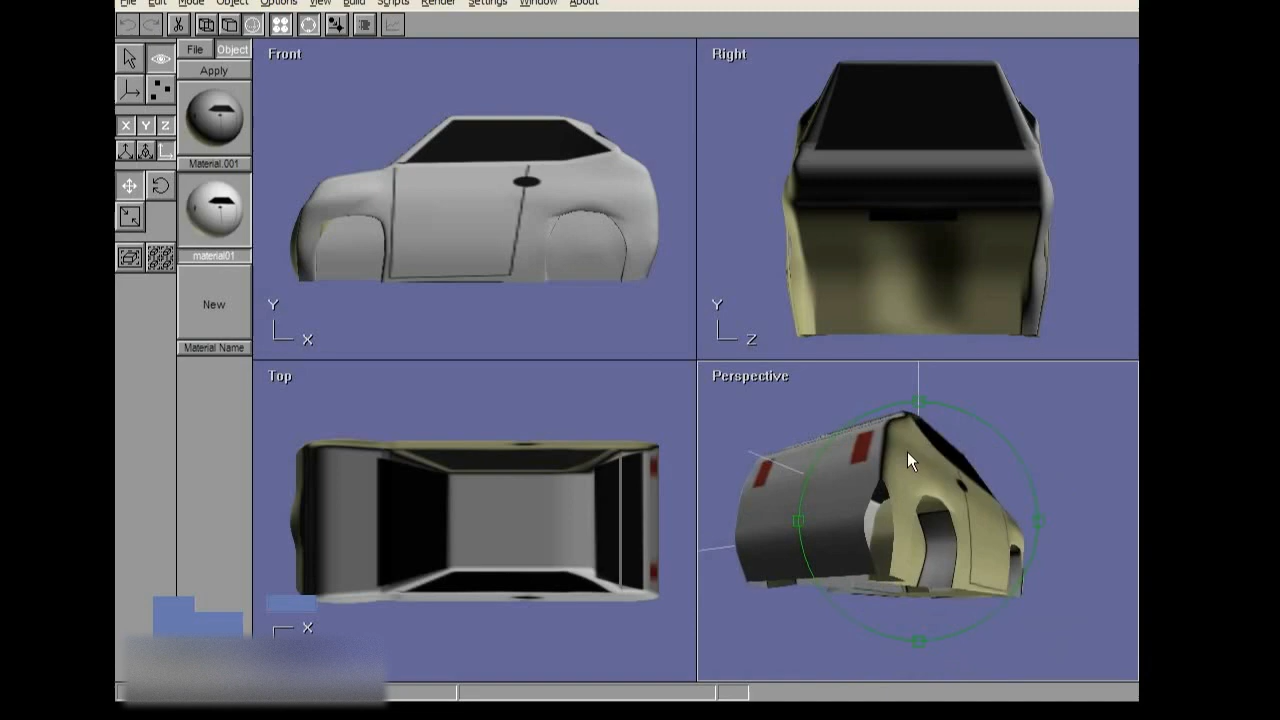 File Edit Mode Object Options View Build Scripts Render Settings Window About
File Object
Apply
Material.001
material01
New
Material Name
Front
Y
X
Right
Y
Z
Top
X
Perspective
X Y Z